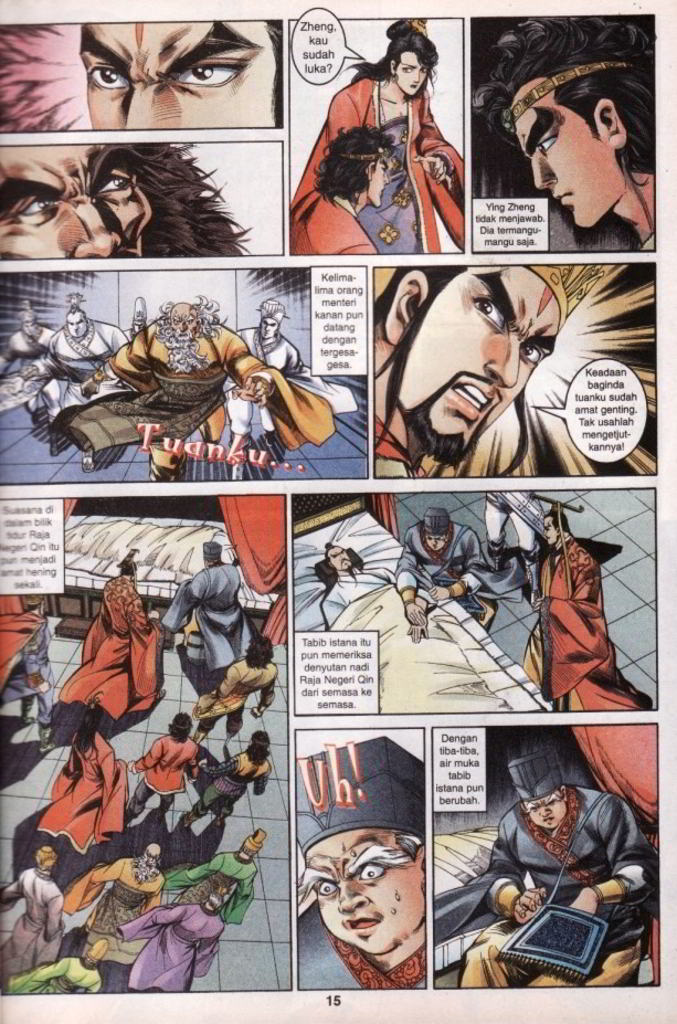 Zheng,
kau
sudah
luka?
Ying Zheng
tidak menjawab.
Dia termangu-
mangu saja.
Kelima-
lima orang
menteri
kanan pun
datang
dengan
tergesa-
gesa.
Tuanku...
Keadaan
baginda
tuanku sudah
amat genting.
Tak usahlah
mengetjut-
kannya!
Suasana di
dalam bilik
tidur Raja
Negeri Qin itu
pun menjadi
amat hening
sekali.
Tabib istana itu
pun memeriksa
denyutan nadi
Raja Negeri Qin
dari semasa ke
semasa.
Uh!
Dengan
tiba-tiba,
air muka
tabib
istana pun
berubah.
15